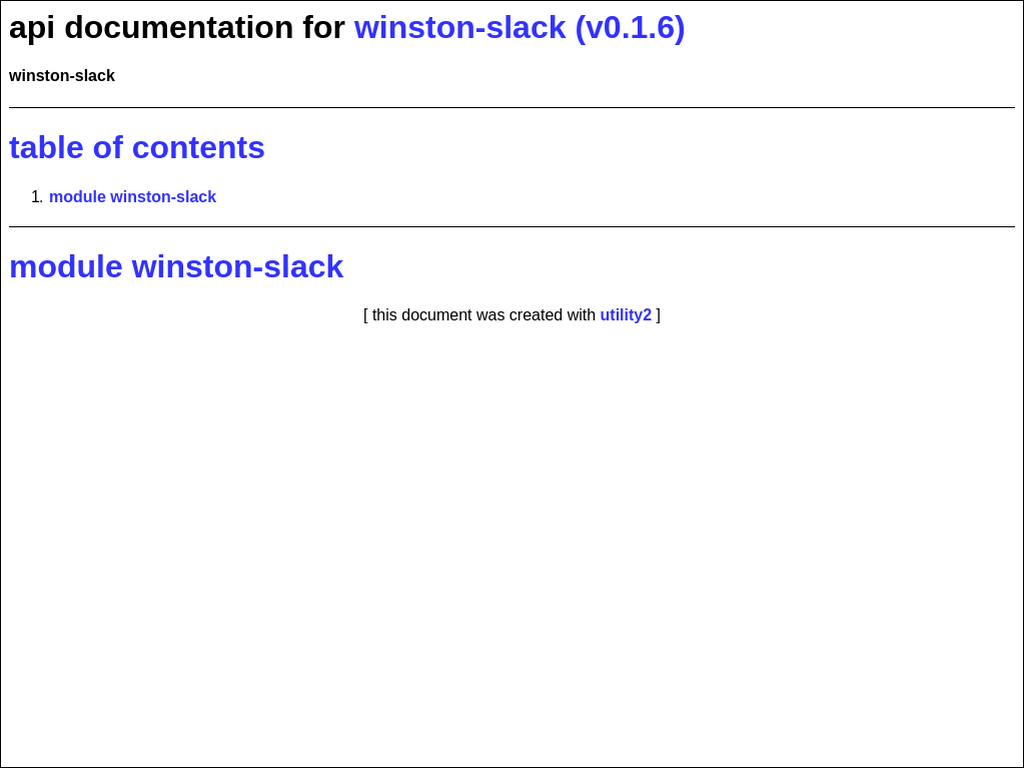 api documentation for winston-slack (v0.1.6)
winston-slack
table of contents
1. module winston-slack
module winston-slack
[ this document was created with utility2 ]